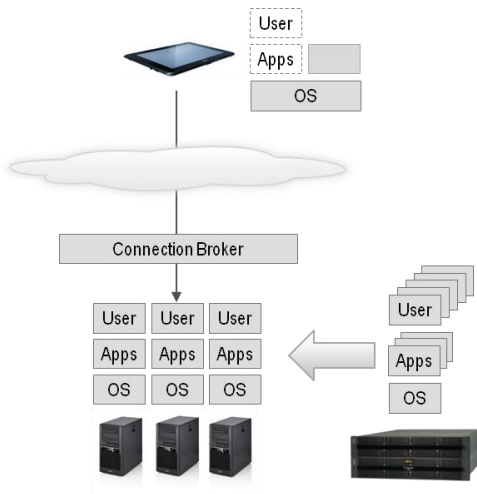 User
Apps
OS
Connection Broker
User User User
User
Apps Apps Apps
Apps
OS OS OS
OS